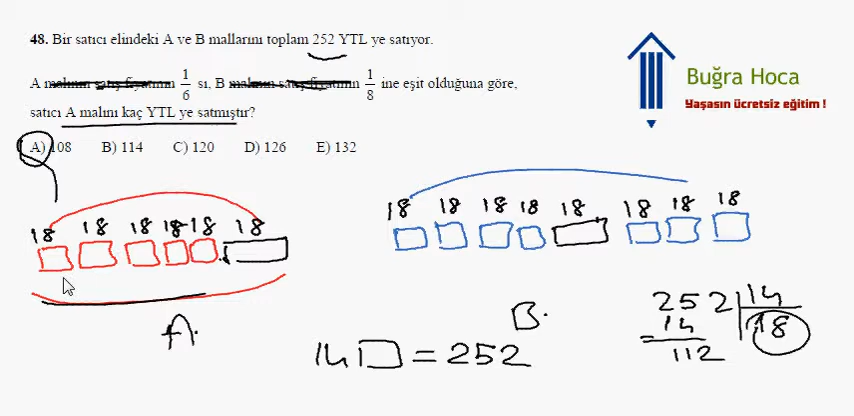 48. Bir satıcı elindeki A ve B mallarını toplam 252 YTL ye satıyor.
A malının satış fiyatının 1/6 sı, B malının satış fiyatının 1/8 ine eşit olduğuna göre,
satıcı A malını kaç YTL ye satmıştır?
A) 108 B) 114 C) 120 D) 126 E) 132
Buğra Hoca
Yaşasın ücretsiz eğitim !
18 18 18 18 18 18
18 18 18 18 18 18 18 18
A.
B.
14 □ = 252
252 14
14 18
112